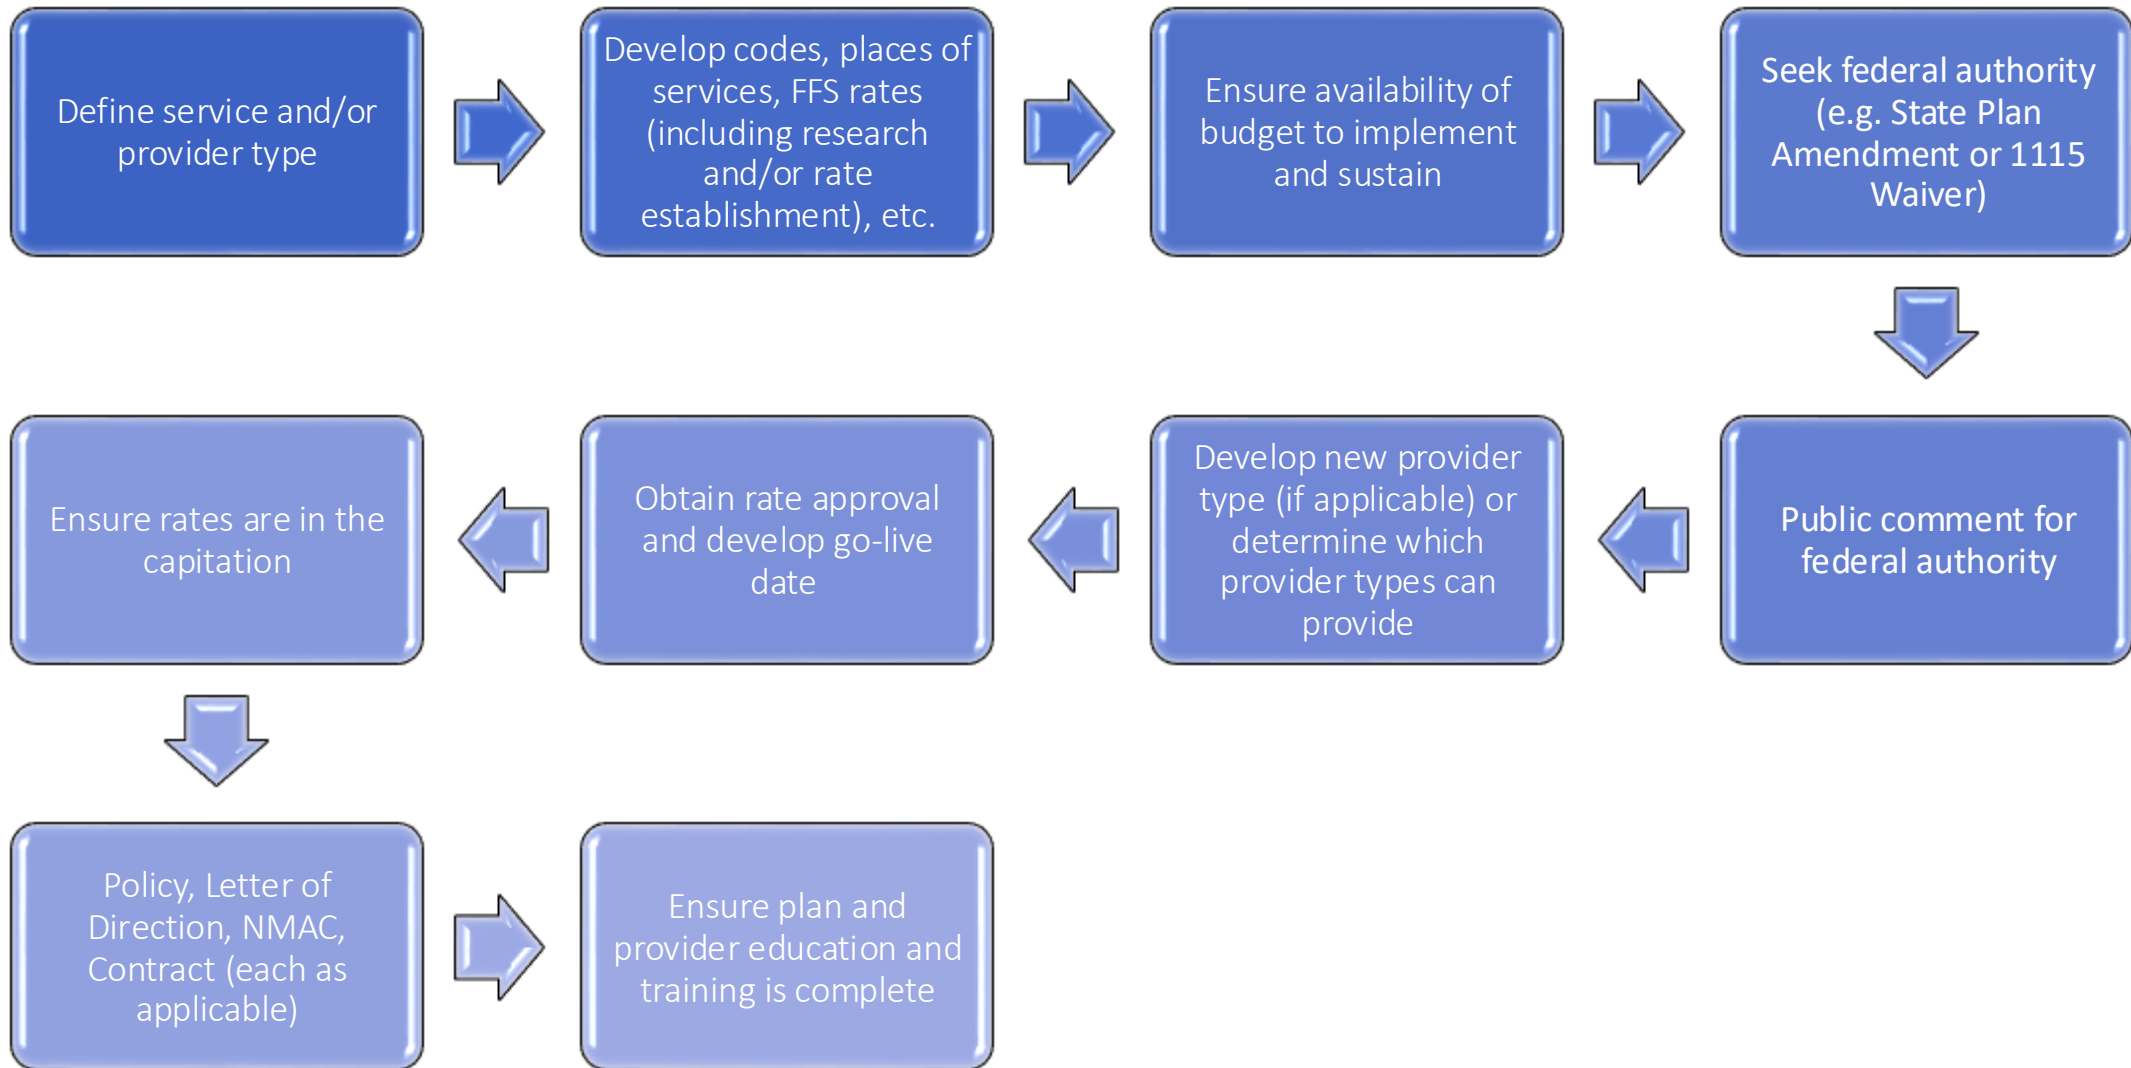 Define service and/or
provider type
Develop codes, places of
services, FFS rates
(including research
and/or rate
establishment), etc.
Ensure availability of
budget to implement
and sustain
Seek federal authority
(e.g. State Plan
Amendment or 1115
Waiver)
Public comment for
federal authority
Develop new provider
type (if applicable) or
determine which
provider types can
provide
Obtain rate approval
and develop go-live
date
Ensure rates are in the
capitation
Policy, Letter of
Direction, NMAC,
Contract (each as
applicable)
Ensure plan and
provider education and
training is complete